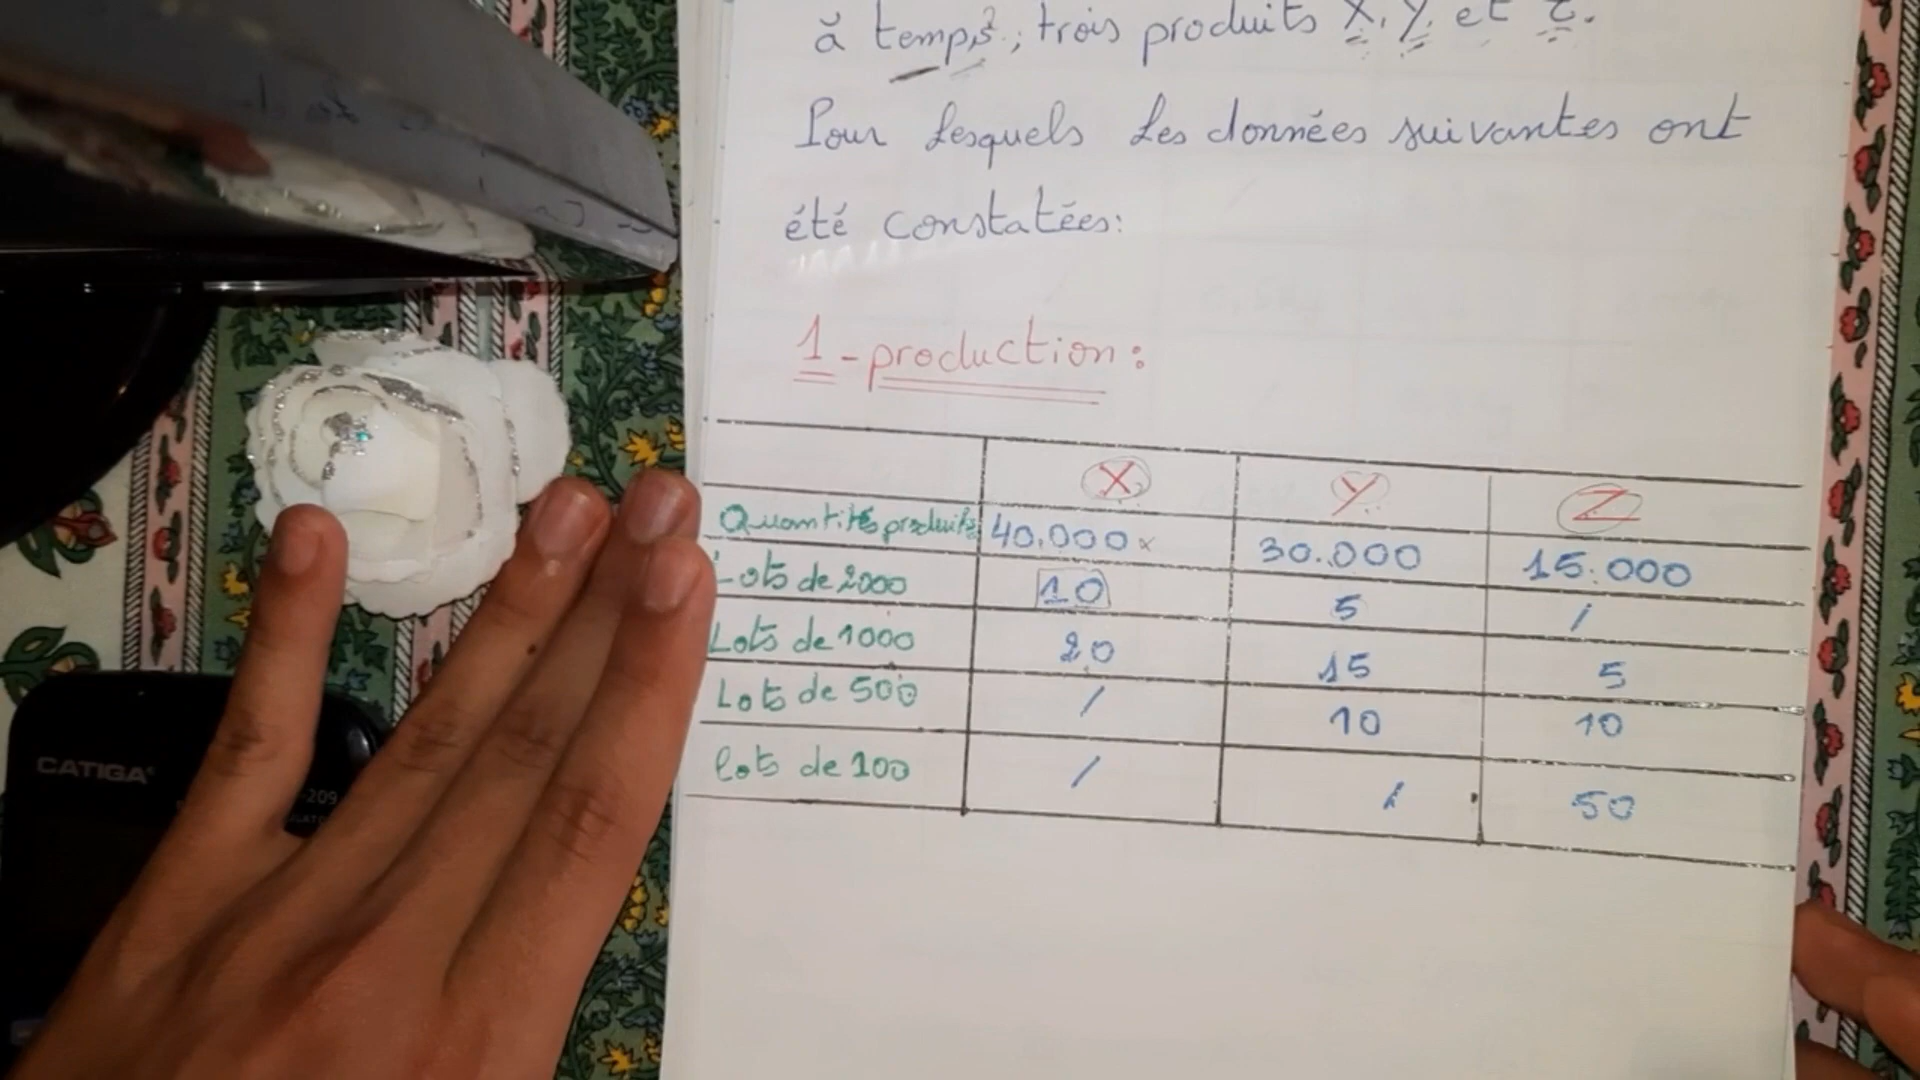 à temps, trois produits X, Y, et Z.
Pour lesquels les données suivantes ont
été constatées:
1-production:
X Y Z
Quantités produits 40.000 30.000 15.000
Lots de 2000 10 5 /
Lots de 1000 20 15 5
Lots de 500 / 10 10
Lots de 100 / / 50
CATIGA
-209